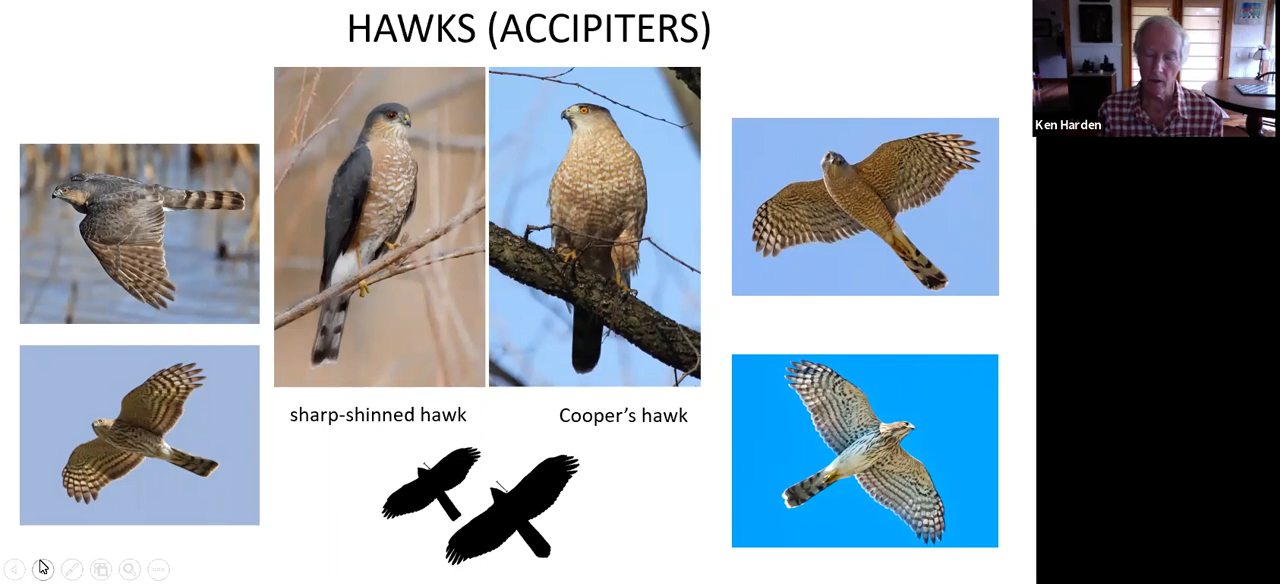 HAWKS (ACCIPITERS)
Ken Harden
sharp-shinned hawk
Cooper's hawk